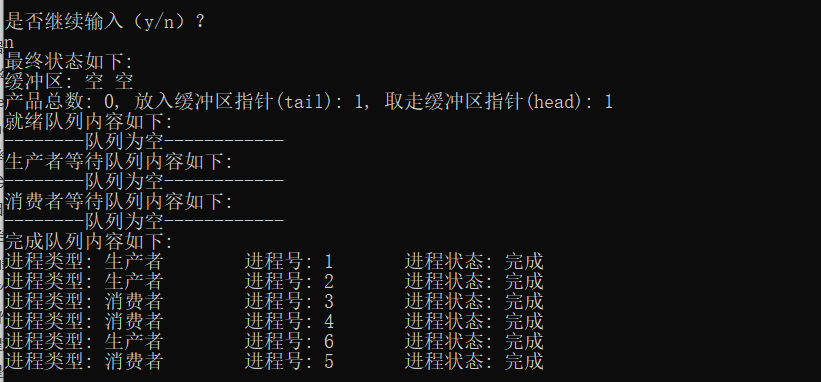 是否继续输入（y/n）？
n
最终状态如下:
缓冲区: 空 空
产品总数: 0, 放入缓冲区指针(tail): 1, 取走缓冲区指针(head): 1
就绪队列内容如下:
--------队列为空------------
生产者等待队列内容如下:
--------队列为空------------
消费者等待队列内容如下:
--------队列为空------------
完成队列内容如下:
进程类型: 生产者 进程号: 1 进程状态: 完成
进程类型: 生产者 进程号: 2 进程状态: 完成
进程类型: 消费者 进程号: 3 进程状态: 完成
进程类型: 消费者 进程号: 4 进程状态: 完成
进程类型: 生产者 进程号: 6 进程状态: 完成
进程类型: 消费者 进程号: 5 进程状态: 完成